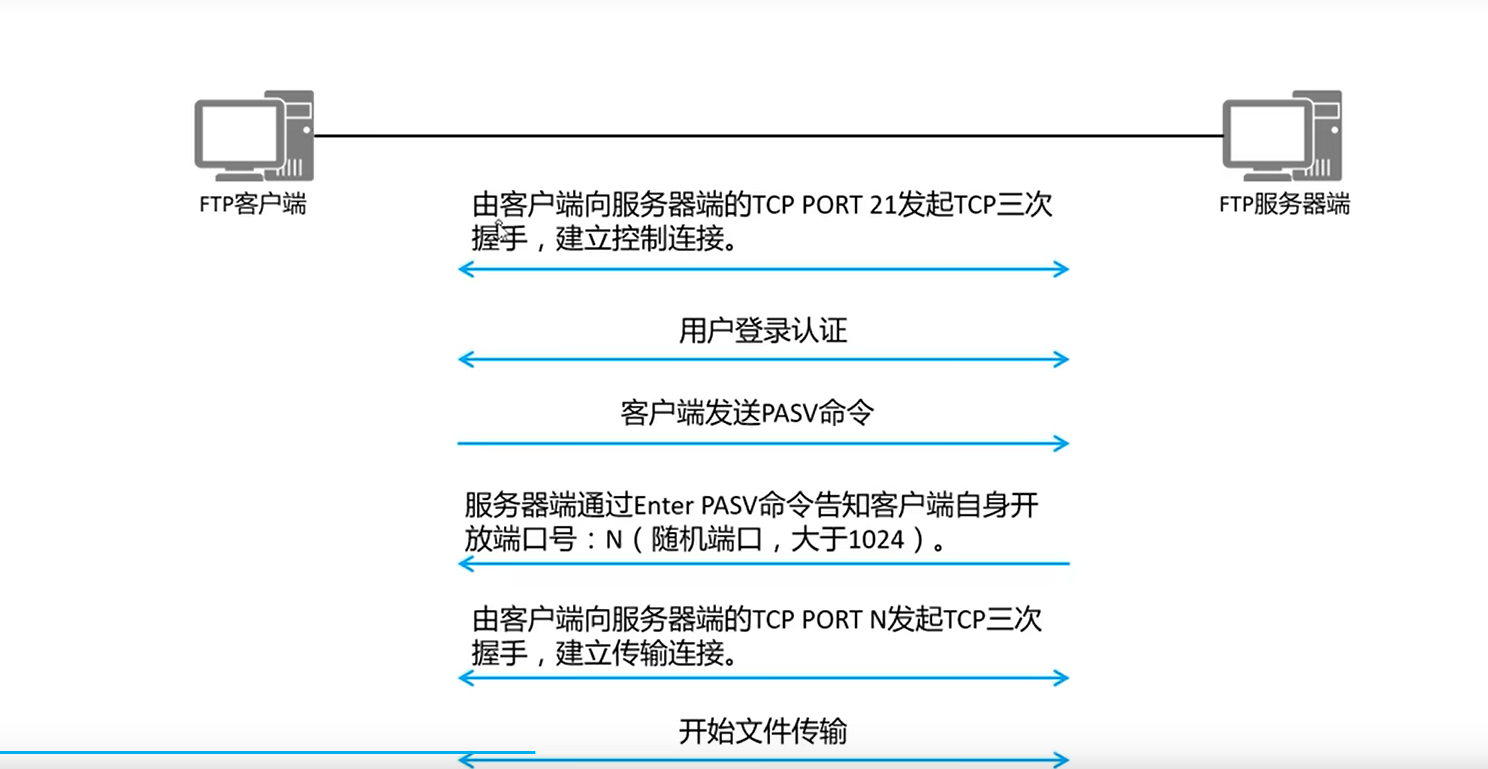 FTP客户端
FTP服务器端
由客户端向服务器端的TCP PORT 21发起TCP三次
握手，建立控制连接。
用户登录认证
客户端发送PASV命令
服务器端通过Enter PASV命令告知客户端自身开
放端口号：N（随机端口，大于1024）。
由客户端向服务器端的TCP PORT N发起TCP三次
握手，建立传输连接。
开始文件传输